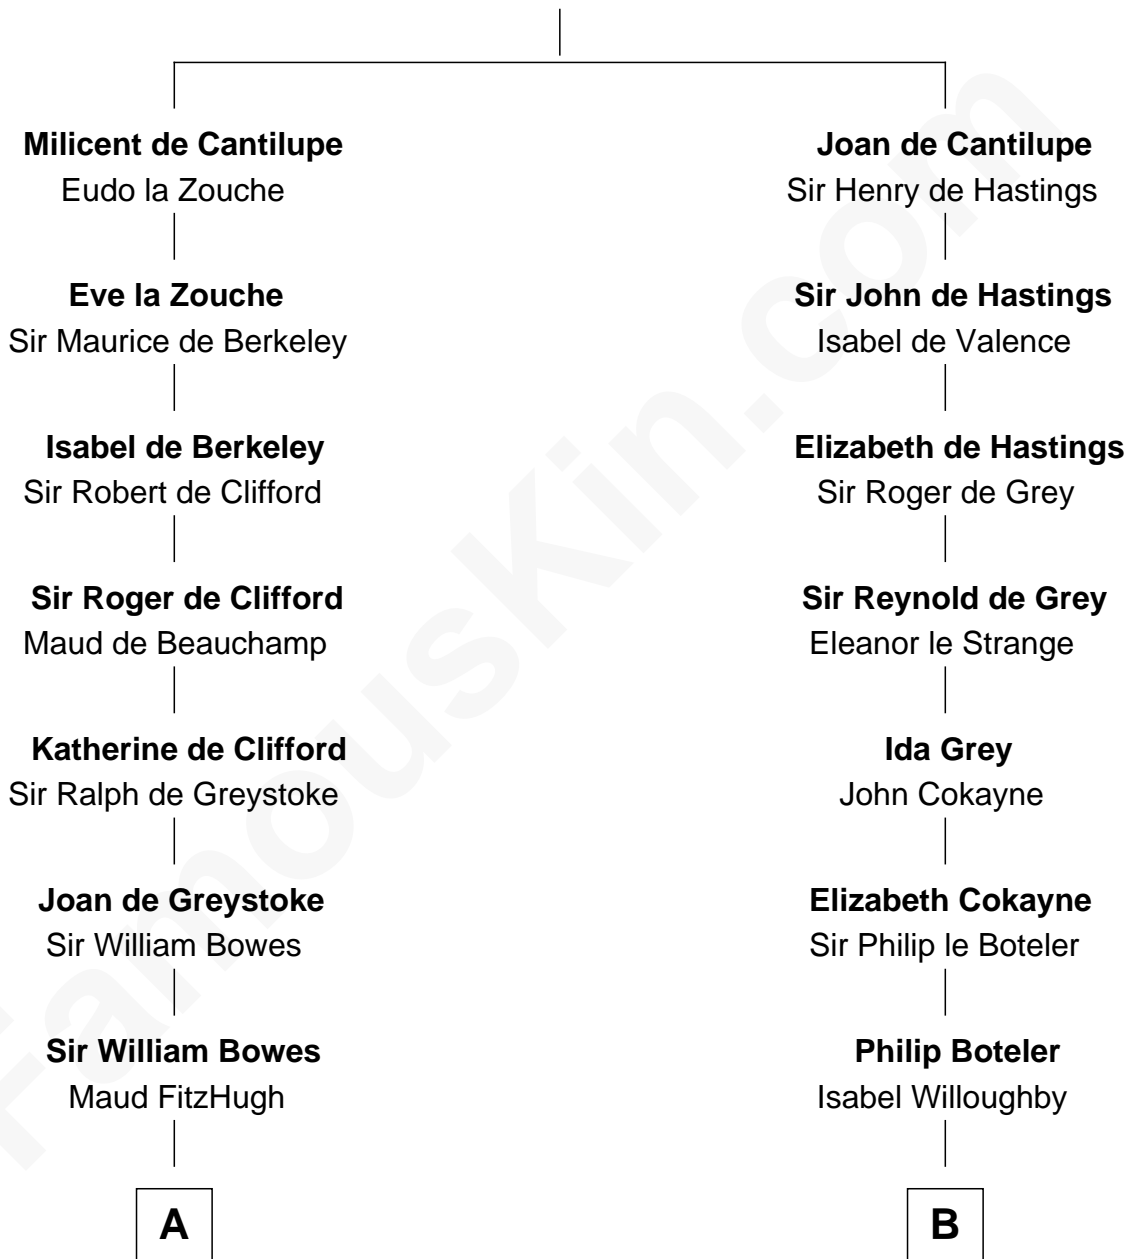 Milicent de Cantilupe
Eudo la Zouche
Eve la Zouche
Sir Maurice de Berkeley
Isabel de Berkeley
Sir Robert de Clifford
Sir Roger de Clifford
Maud de Beauchamp
Katherine de Clifford
Sir Ralph de Greystoke
Joan de Greystoke
Sir William Bowes
Sir William Bowes
Maud FitzHugh
A
Joan de Cantilupe
Sir Henry de Hastings
Sir John de Hastings
Isabel de Valence
Elizabeth de Hastings
Sir Roger de Grey
Sir Reynold de Grey
Eleanor le Strange
Ida Grey
John Cokayne
Elizabeth Cokayne
Sir Philip le Boteler
Philip Boteler
Isabel Willoughby
B
FamousKin.com